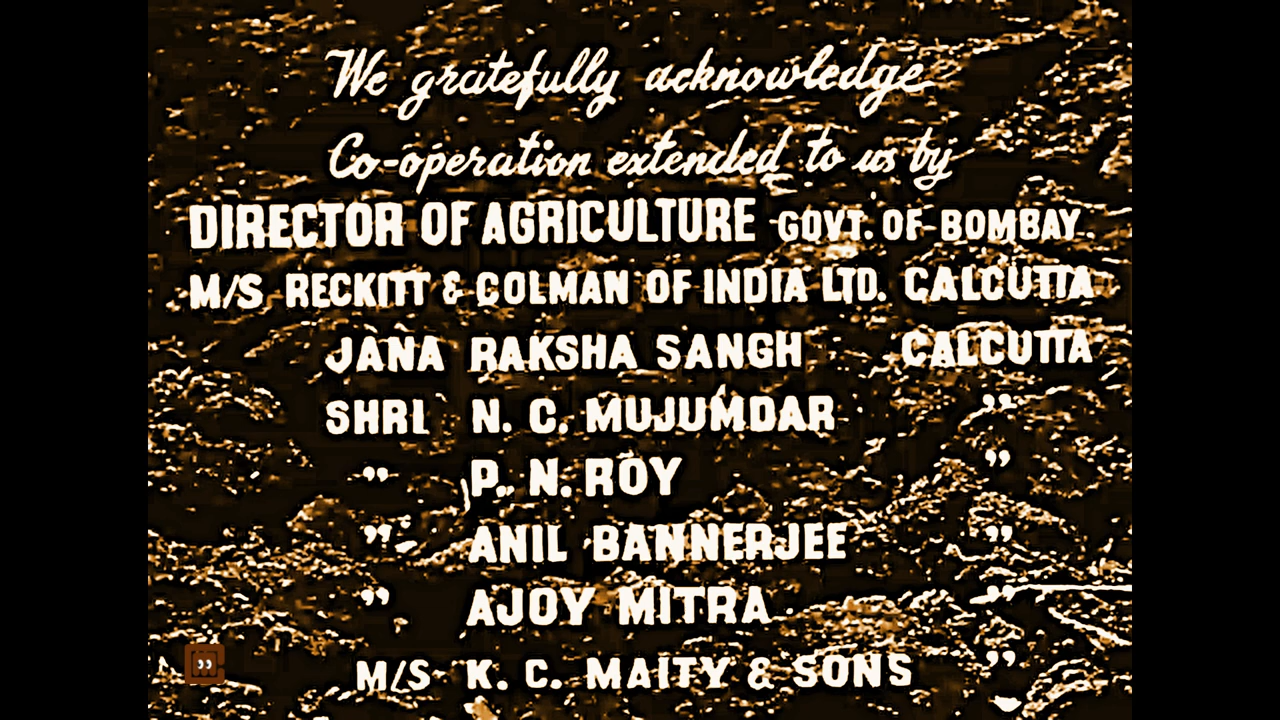 We gratefully acknowledge
Co-operation extended to us by
DIRECTOR OF AGRICULTURE GOVT. OF BOMBAY.
M/S RECKITT & COLMAN OF INDIA LTD. CALCUTTA
JANA RAKSHA SANGH CALCUTTA
SHRI N. C. MUJUMDAR ”
” P. N. ROY ”
” ANIL BANNERJEE ”
” AJOY MITRA ”
M/S K. C. MAITY & SONS ”